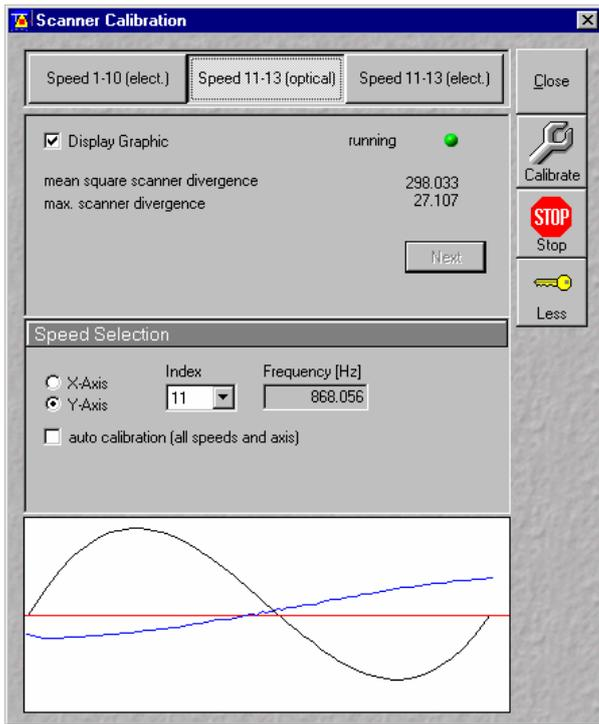 Scanner Calibration
Speed 1-10 (elect.) Speed 11-13 (optical) Speed 11-13 (elect.)
Close
Display Graphic running
Calibrate
mean square scanner divergence 298.033
max. scanner divergence 27.107
STOP
Stop
Next
Less
Speed Selection
Index Frequency [Hz]
X-Axis
Y-Axis
11 868.056
auto calibration (all speeds and axis)